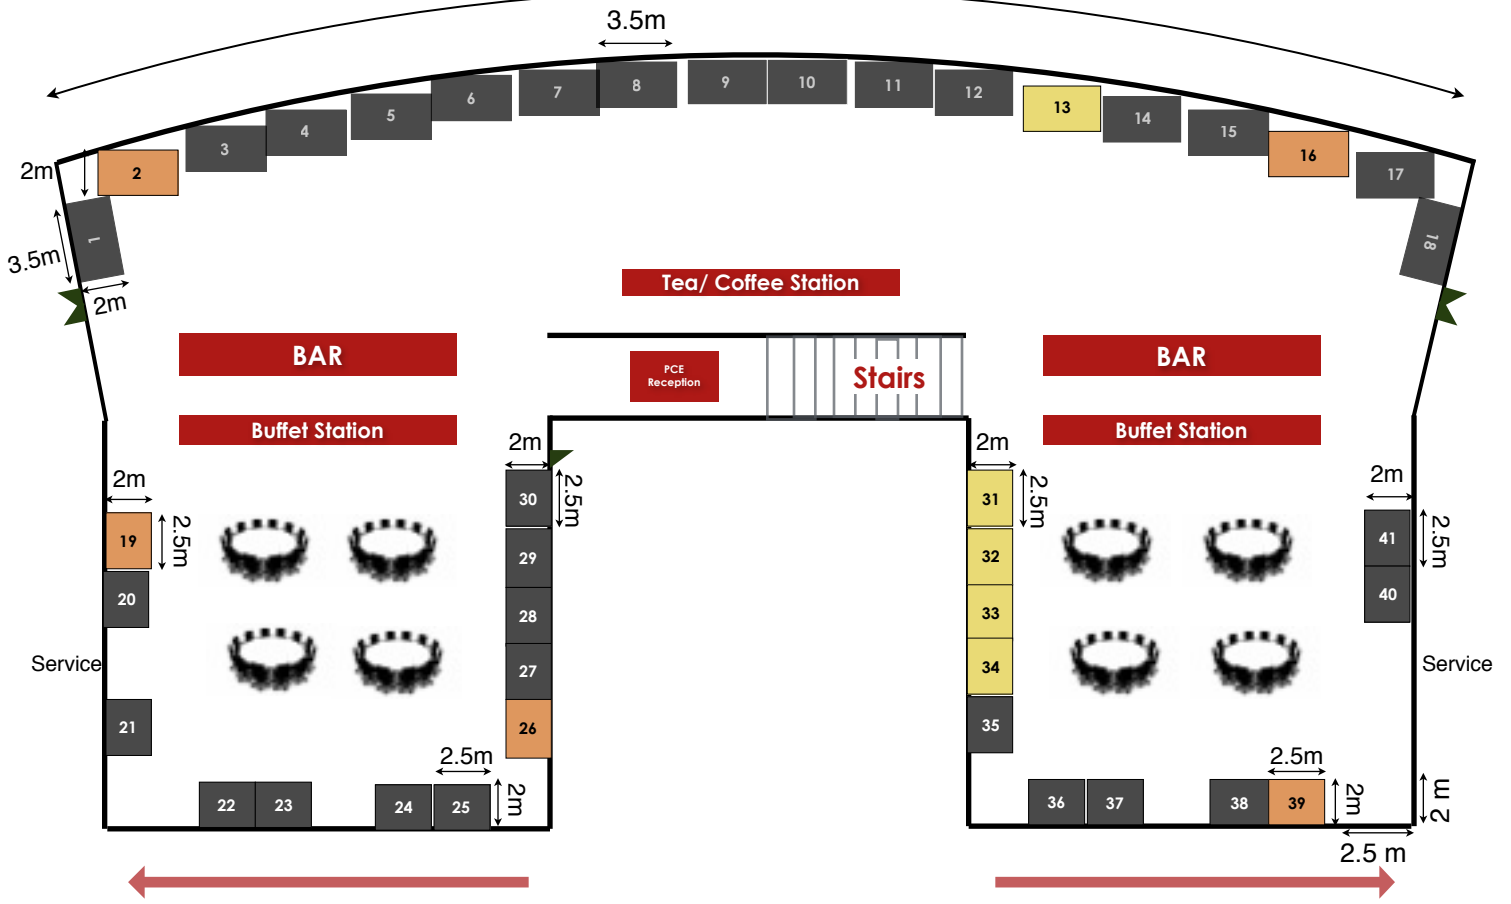 3.5m
8
9
10
7
11
12
6
13
5
14
4
15
3
16
2m
2
17
1
18
3.5m
2m
Tea/ Coffee Station
BAR
PCE
Reception
Stairs
BAR
Buffet Station
Buffet Station
2m
2m
2m
2m
30
2.5m
31
2.5m
19
2.5m
29
32
41
2.5m
20
28
33
40
Service
27
34
Service
21
26
35
2.5m
2.5m
22
23
24
25
2m
36
37
38
39
2m
2 m
2.5 m